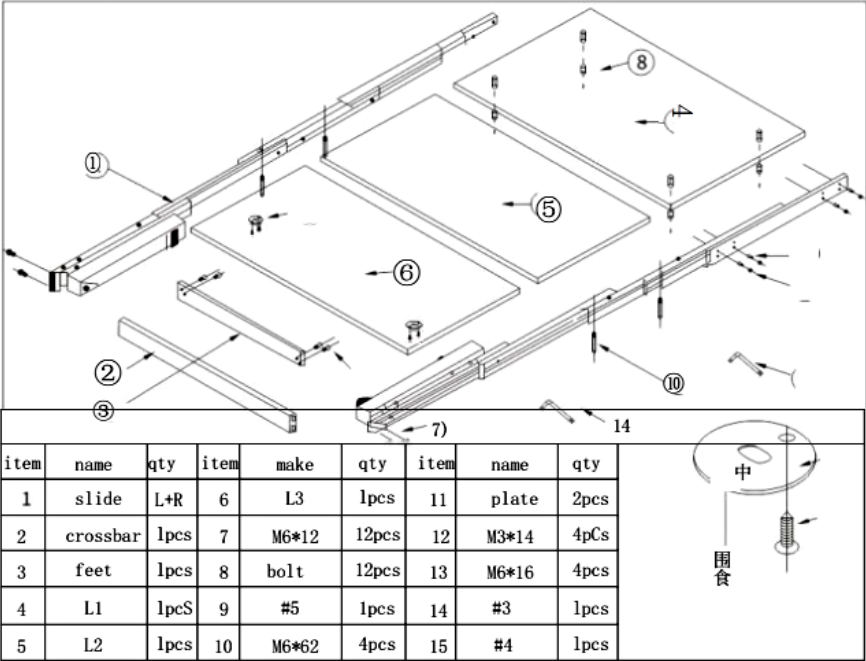 ⑧
4
①
⑤
⑥
②
③
⑩
7)
14
item name qty item make qty item name qty
1 slide L+R 6 L3 1pcs 11 plate 2pcs
2 crossbar 1pcs 7 M6*12 12pcs 12 M3*14 4pCs
3 feet 1pcs 8 bolt 12pcs 13 M6*16 4pcs
4 L1 1pcS 9 #5 1pcs 14 #3 1pcs
5 L2 1pcs 10 M6*62 4pcs 15 #4 1pcs
中
围食